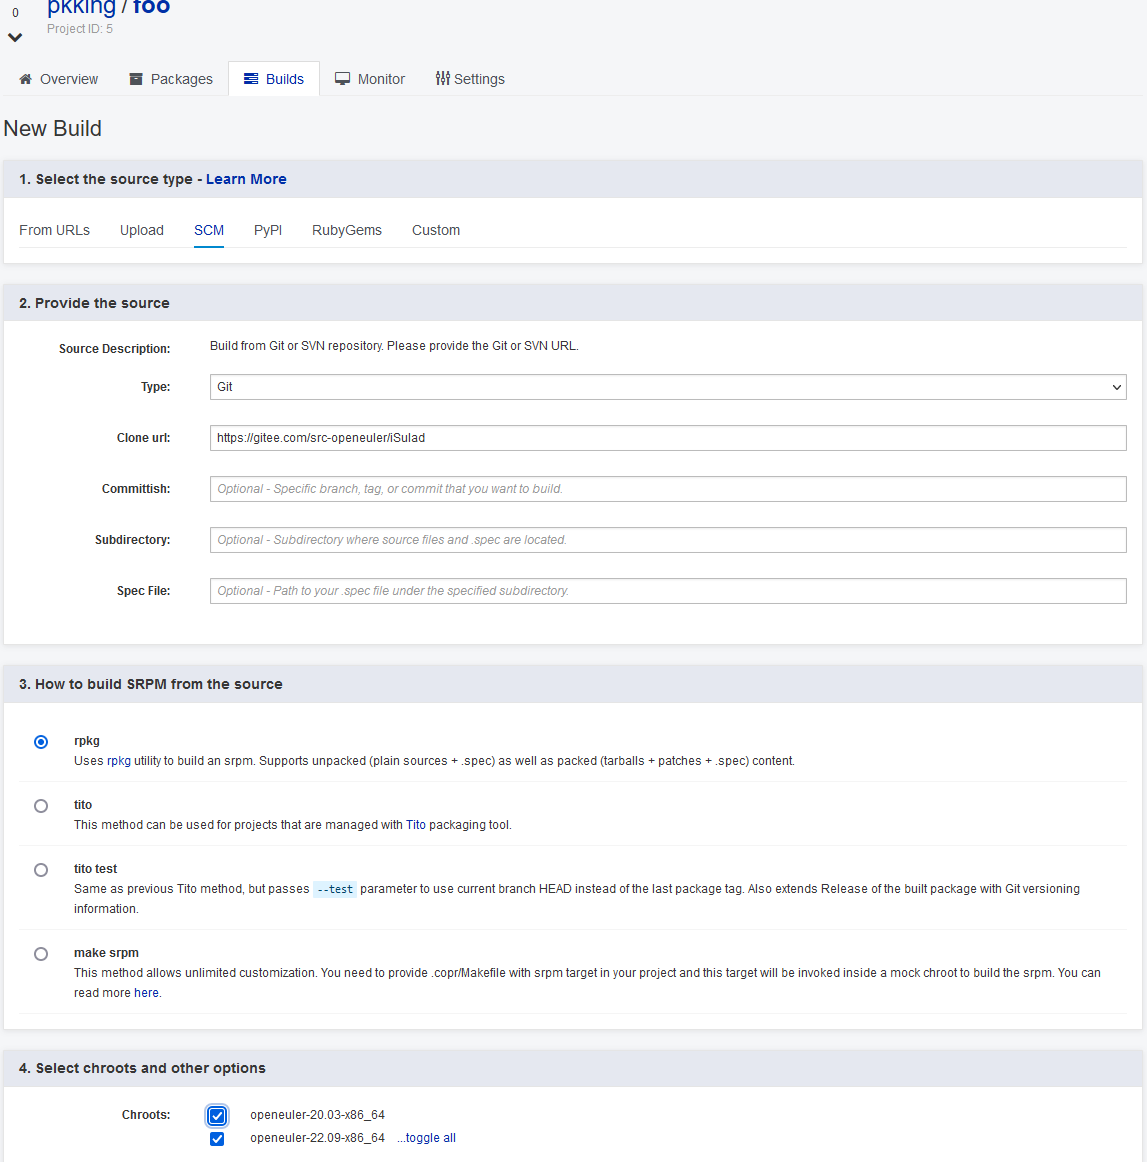 0
pkking / foo
Project ID: 5
Overview Packages Builds Monitor Settings
New Build
1. Select the source type - Learn More
From URLs Upload SCM PyPI RubyGems Custom
2. Provide the source
Source Description: Build from Git or SVN repository. Please provide the Git or SVN URL.
Type: Git
Clone url: https://gitee.com/src-openeuler/iSulad
Committish: Optional - Specific branch, tag, or commit that you want to build.
Subdirectory: Optional - Subdirectory where source files and .spec are located.
Spec File: Optional - Path to your .spec file under the specified subdirectory.
3. How to build SRPM from the source
rpkg
Uses rpkg utility to build an srpm. Supports unpacked (plain sources + .spec) as well as packed (tarballs + patches + .spec) content.
tito
This method can be used for projects that are managed with Tito packaging tool.
tito test
Same as previous Tito method, but passes --test parameter to use current branch HEAD instead of the last package tag. Also extends Release of the built package with Git versioning
information.
make srpm
This method allows unlimited customization. You need to provide .copr/Makefile with srpm target in your project and this target will be invoked inside a mock chroot to build the srpm. You can
read more here.
4. Select chroots and other options
Chroots: openeuler-20.03-x86_64
openeuler-22.09-x86_64 ...toggle all